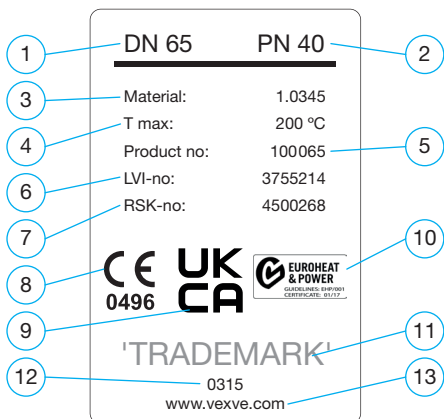 DN 65 PN 40
1
2
Material: 1.0345
3
T max: 200 ºC
4
Product no: 100065
5
LVI-no: 3755214
6
RSK-no: 4500268
7
10
CE UK EUROHEAT
CA & POWER
GUIDELINES: EHP/001
CERTIFICATE: 01/17
8
0496
9
'TRADEMARK'
11
12
0315
13
www.vexve.com